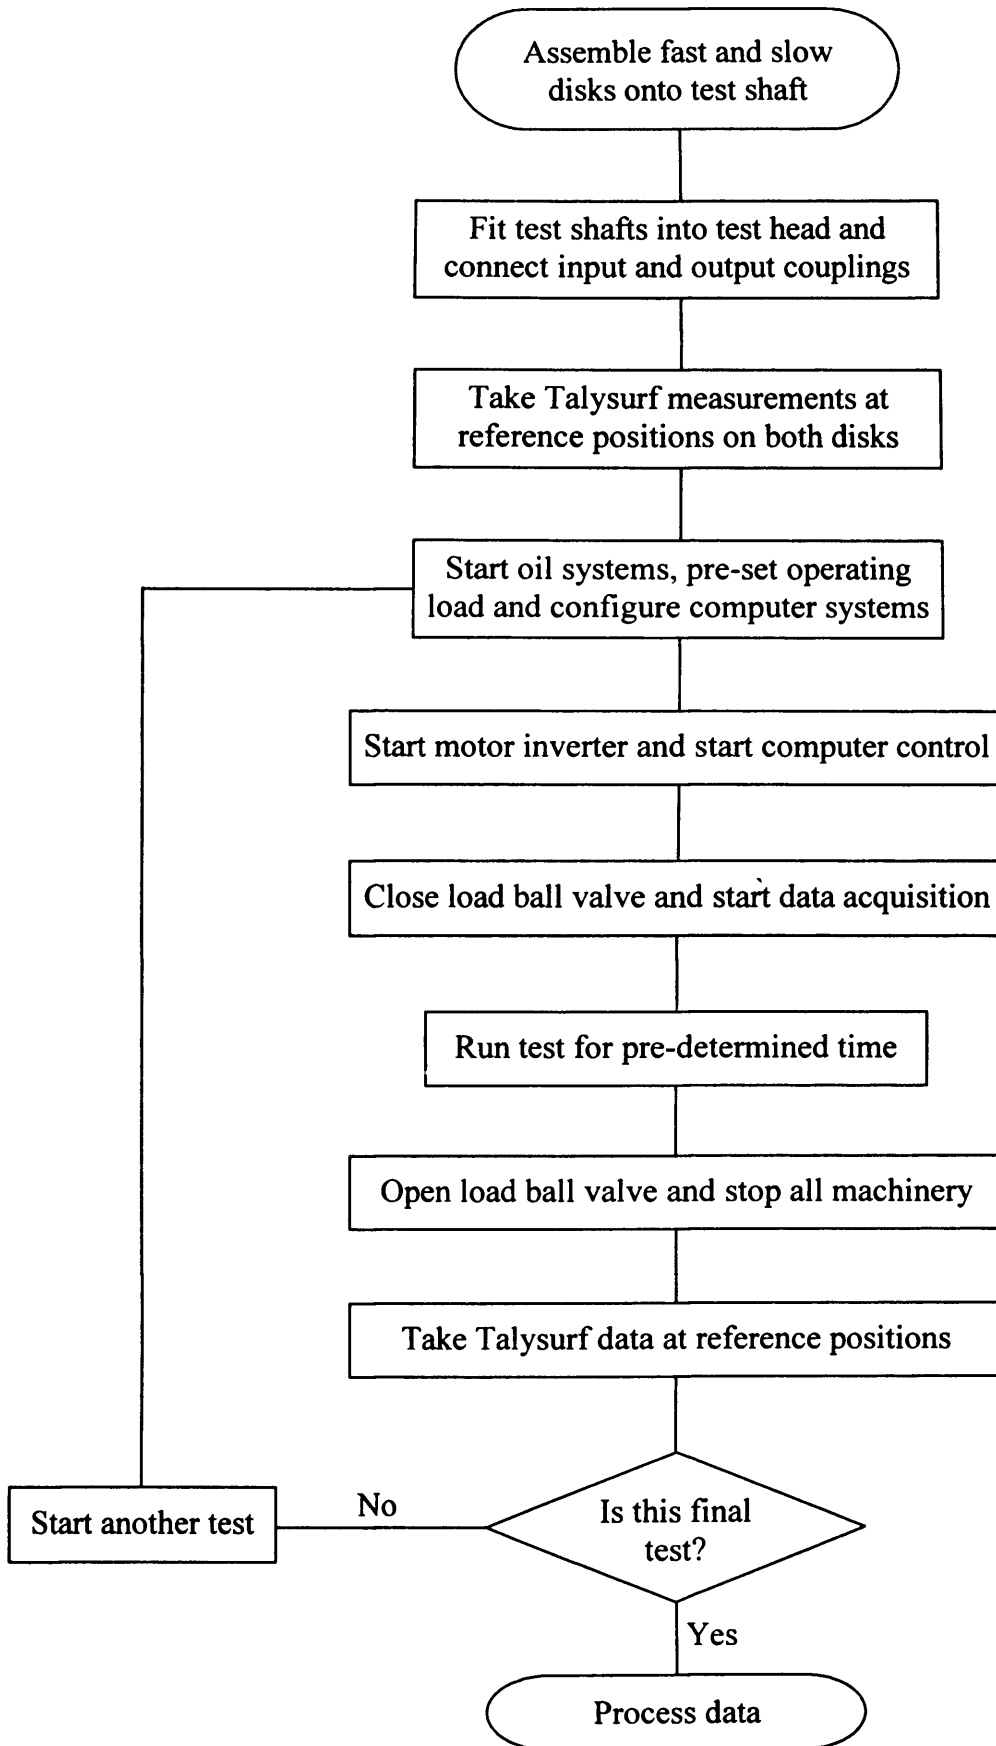 Assemble fast and slow
disks onto test shaft
Fit test shafts into test head and
connect input and output couplings
Take Talysurf measurements at
reference positions on both disks
Start oil systems, pre-set operating
load and configure computer systems
Start motor inverter and start computer control
Close load ball valve and start data acquisition
Run test for pre-determined time
Open load ball valve and stop all machinery
Take Talysurf data at reference positions
Is this final
test?
No
Start another test
Yes
Process data